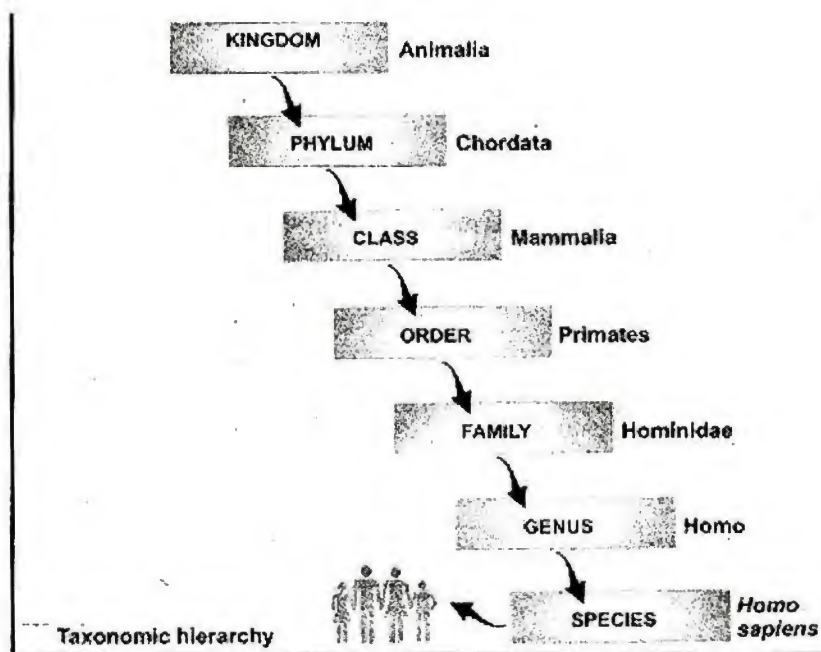 KINGDOM Animalia
PHYLUM Chordata
CLASS Mammalia
ORDER Primates
FAMILY Hominidae
GENUS Homo
SPECIES Homo
sapiens
Taxonomic hierarchy